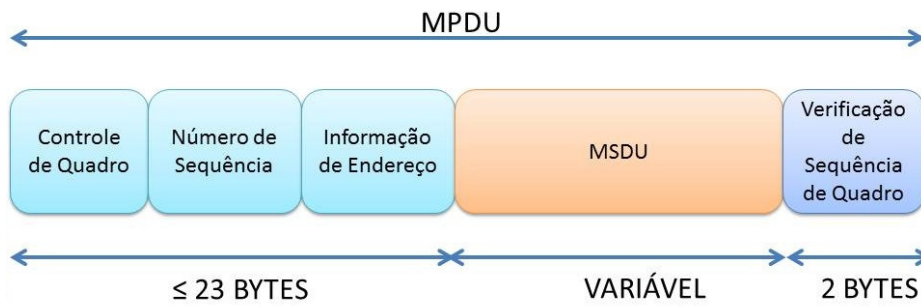 MPDU
Controle
de Quadro
Número de
Sequência
Informação
de Endereço
MSDU
Verificação
de
Sequência
de Quadro
≤ 23 BYTES
VARIÁVEL
2 BYTES